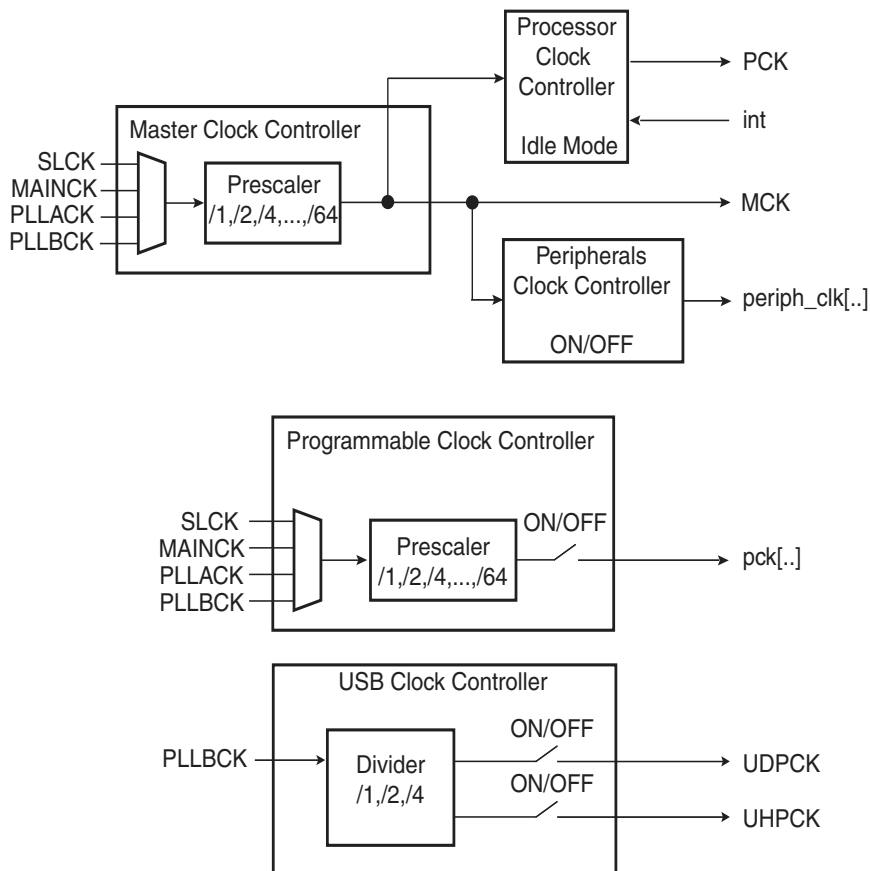 Processor
Clock
Controller
Idle Mode
PCK
int
Master Clock Controller
SLCK
MAINCK
PLLACK
PLLBCK
Prescaler
/1,/2,/4,...,/64
MCK
Peripherals
Clock Controller
ON/OFF
periph_clk[..]
Programmable Clock Controller
SLCK
MAINCK
PLLACK
PLLBCK
Prescaler
/1,/2,/4,...,/64
ON/OFF
pck[..]
USB Clock Controller
PLLBCK
Divider
/1,/2,/4
ON/OFF
ON/OFF
UDPCK
UHPCK